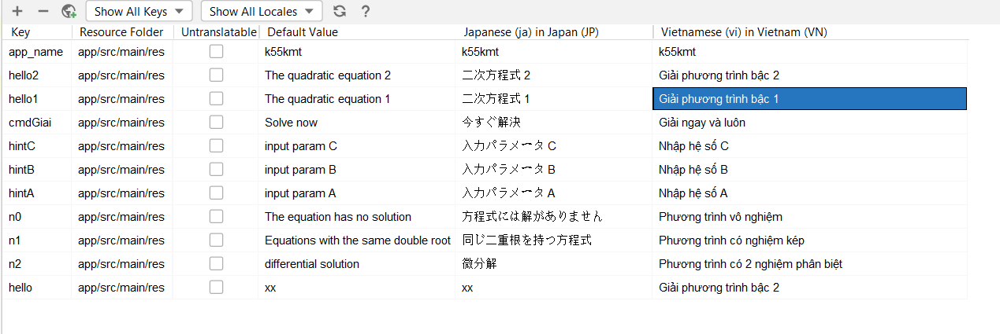 Show All Keys Show All Locales ?
Key Resource Folder Untranslatable Default Value Japanese (ja) in Japan (JP) Vietnamese (vi) in Vietnam (VN)
app_name app/src/main/res k55kmt k55kmt k55kmt
hello2 app/src/main/res The quadratic equation 2 二次方程式 2 Giải phương trình bậc 2
hello1 app/src/main/res The quadratic equation 1 二次方程式 1 Giải phương trình bậc 1
cmdGiai app/src/main/res Solve now 今すぐ解決 Giải ngay và luôn
hintC app/src/main/res input param C 入力パラメータ C Nhập hệ số C
hintB app/src/main/res input param B 入力パラメータ B Nhập hệ số B
hintA app/src/main/res input param A 入力パラメータ A Nhập hệ số A
n0 app/src/main/res The equation has no solution 方程式には解がありません Phương trình vô nghiệm
n1 app/src/main/res Equations with the same double root 同じ二重根を持つ方程式 Phương trình có nghiệm kép
n2 app/src/main/res differential solution 微分解 Phương trình có 2 nghiệm phân biệt
hello app/src/main/res xx xx Giải phương trình bậc 2